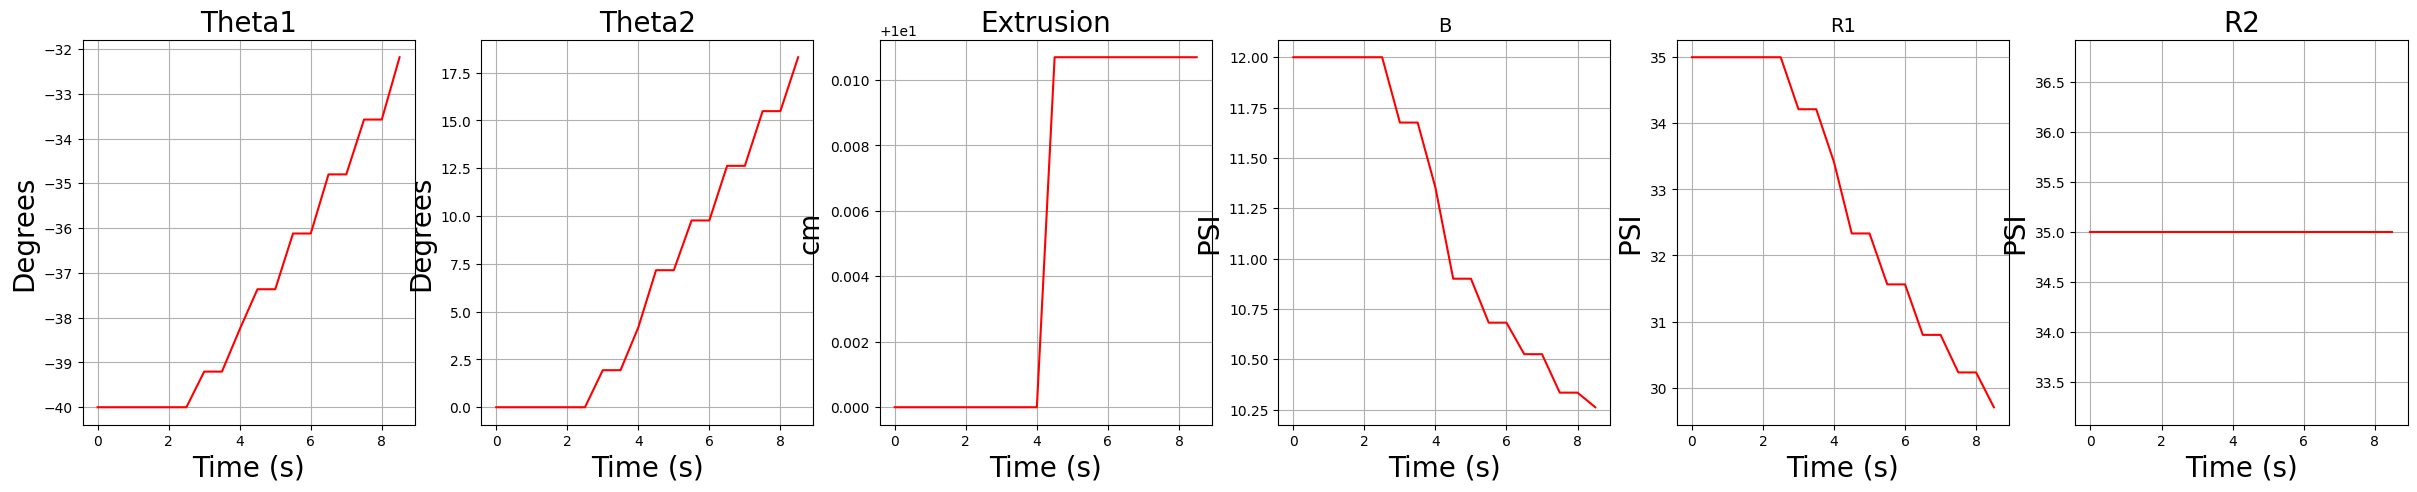 Theta1
−32
−33
−34
−35
−36
−37
−38
−39
−40
Degrees
0 2 4 6 8
Time (s)
Theta2
17.5
15.0
12.5
10.0
7.5
5.0
2.5
0.0
Degrees
0 2 4 6 8
Time (s)
Extrusion
+1e1
0.010
0.008
0.006
0.004
0.002
0.000
cm
0 2 4 6 8
Time (s)
B
12.00
11.75
11.50
11.25
11.00
10.75
10.50
10.25
PSI
0 2 4 6 8
Time (s)
R1
35
34
33
32
31
30
PSI
0 2 4 6 8
Time (s)
R2
36.5
36.0
35.5
35.0
34.5
34.0
33.5
PSI
0 2 4 6 8
Time (s)